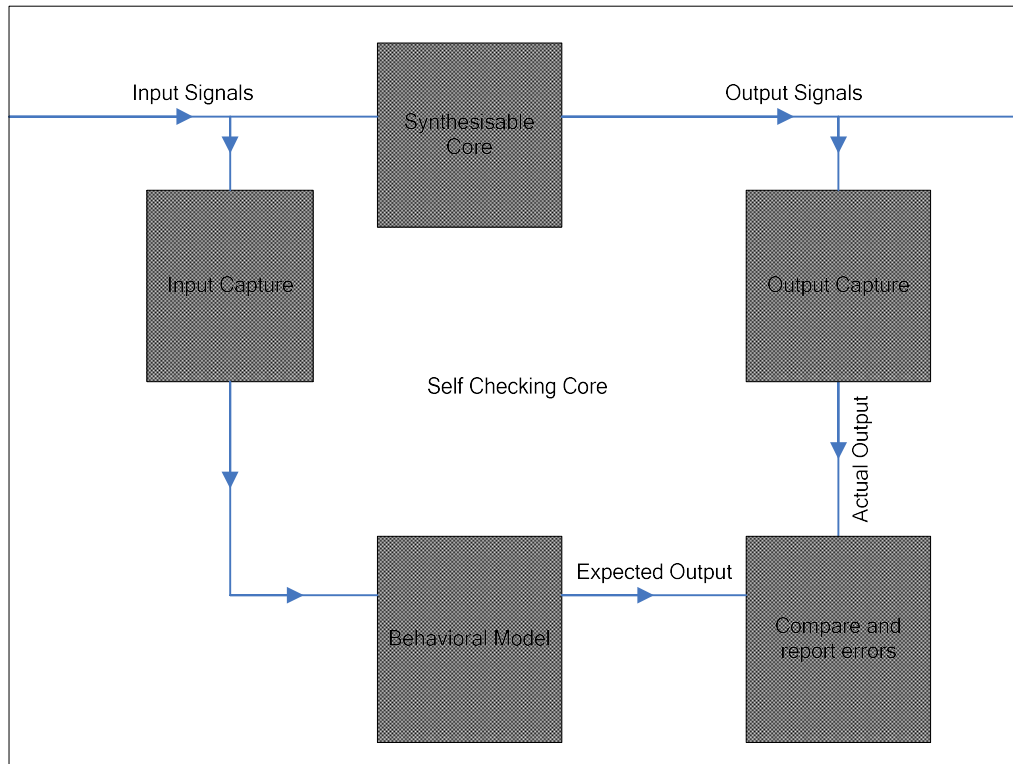 Input Signals
Output Signals
Synthesisable
Core
Input Capture
Output Capture
Self Checking Core
Actual Output
Expected Output
Behavioral Model
Compare and
report errors